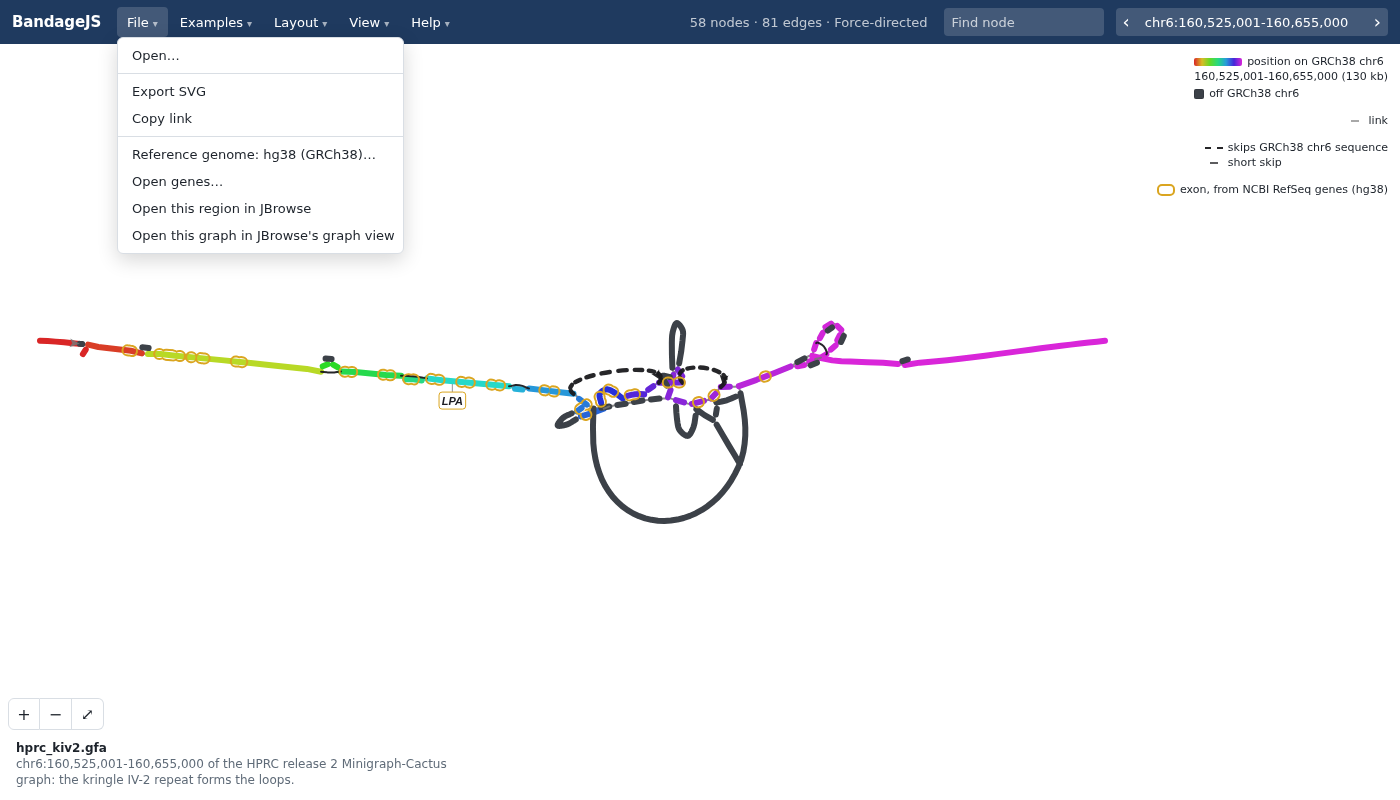 BandageJS
File ▾
Examples ▾
Layout ▾
View ▾
Help ▾
58 nodes · 81 edges · Force-directed
Find node
‹ chr6:160,525,001-160,655,000 ›
Open…
Export SVG
Copy link
Reference genome: hg38 (GRCh38)…
Open genes…
Open this region in JBrowse
Open this graph in JBrowse's graph view
position on GRCh38 chr6
160,525,001-160,655,000 (130 kb)
off GRCh38 chr6
link
skips GRCh38 chr6 sequence
short skip
exon, from NCBI RefSeq genes (hg38)
LPA
+ − ⤢
hprc_kiv2.gfa
chr6:160,525,001-160,655,000 of the HPRC release 2 Minigraph-Cactus
graph: the kringle IV-2 repeat forms the loops.